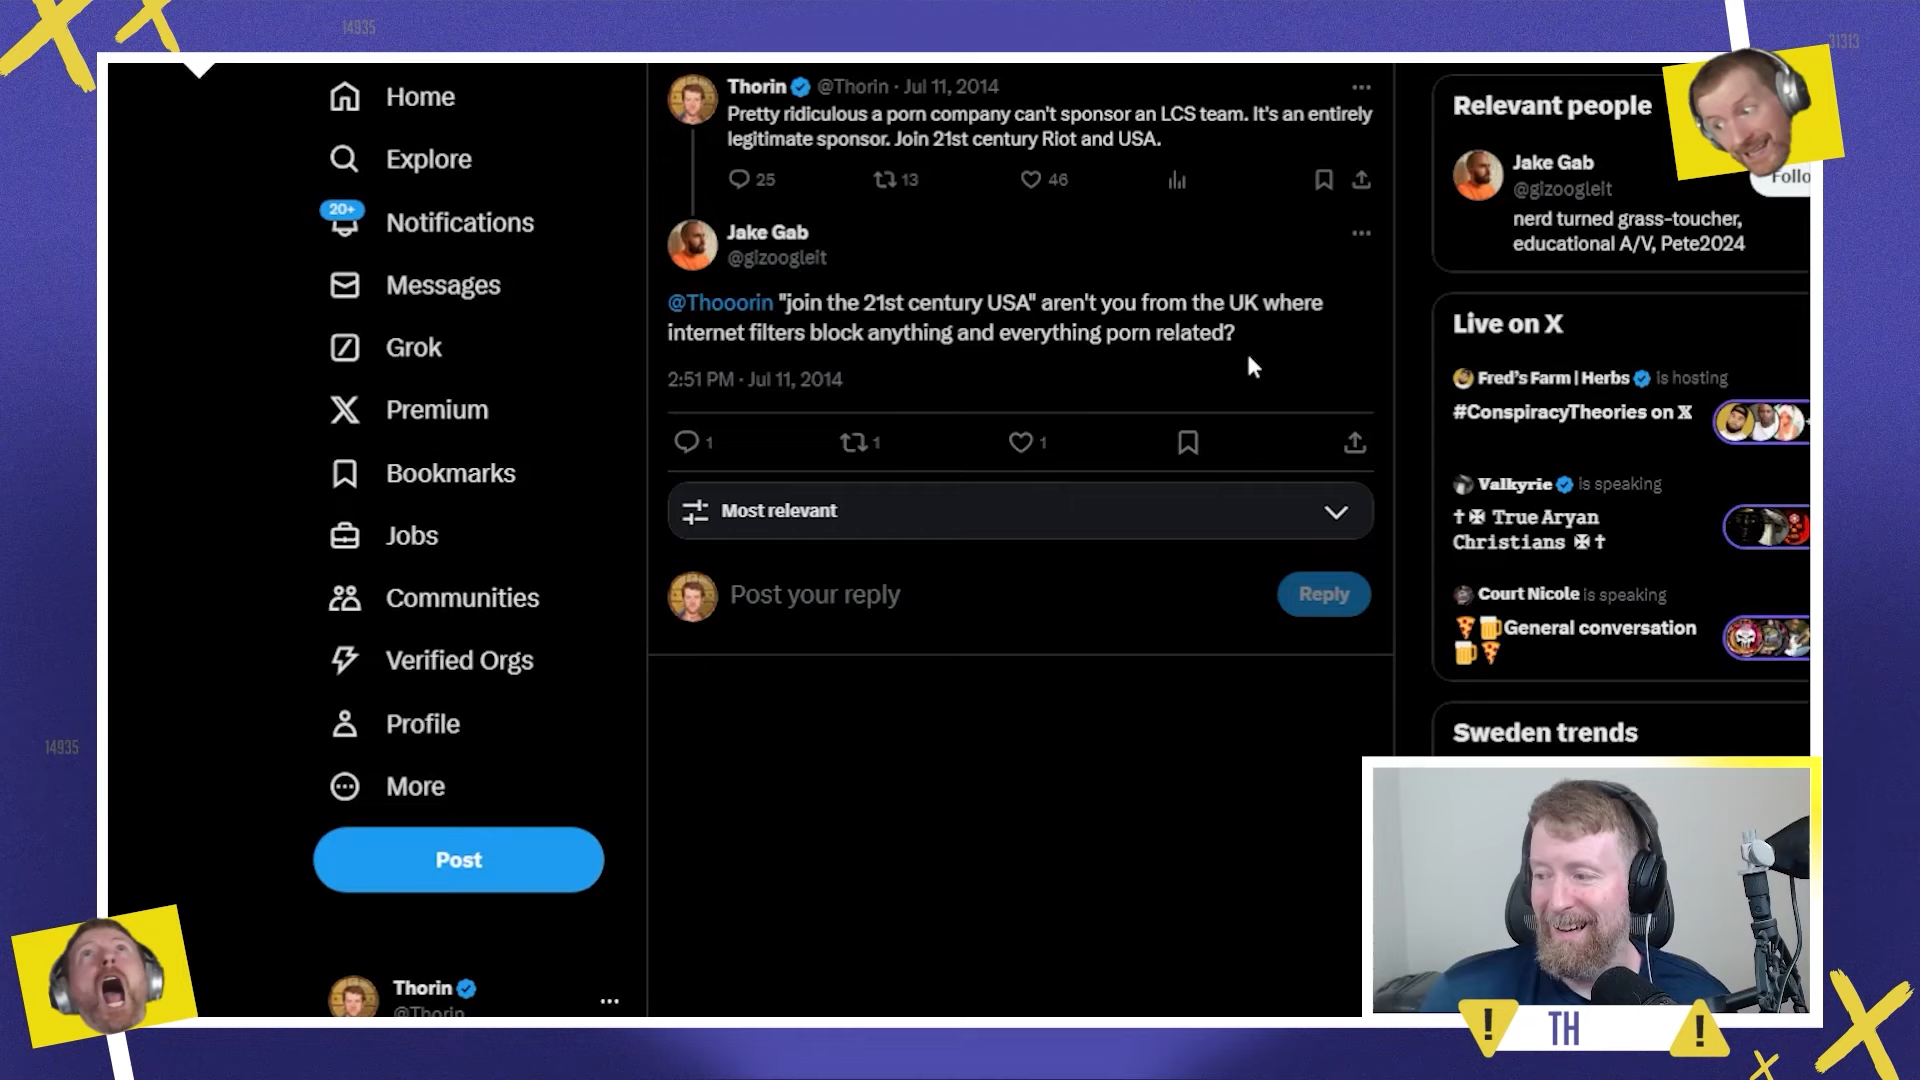 14935
31313
Home
Explore
20+
Notifications
Messages
Grok
Premium
Bookmarks
Jobs
Communities
Verified Orgs
Profile
More
Post
Thorin
@Thorin
Thorin @Thorin · Jul 11, 2014
Pretty ridiculous a porn company can't sponsor an LCS team. It's an entirely
legitimate sponsor. Join 21st century Riot and USA.
25 13 46
Jake Gab
@gizoogleit
@Thooorin "join the 21st century USA" aren't you from the UK where
internet filters block anything and everything porn related?
2:51 PM · Jul 11, 2014
1 1 1
Most relevant
Post your reply
Reply
Relevant people
Jake Gab
@gizoogleit
Follo
nerd turned grass-toucher,
educational A/V, Pete2024
Live on X
Fred's Farm | Herbs is hosting
#ConspiracyTheories on 𝕏
Valkyrie is speaking
✝✠ True Aryan
Christians ✠✝
Court Nicole is speaking
🍕🍺General conversation
🍺🍕
Sweden trends
14935
! TH !